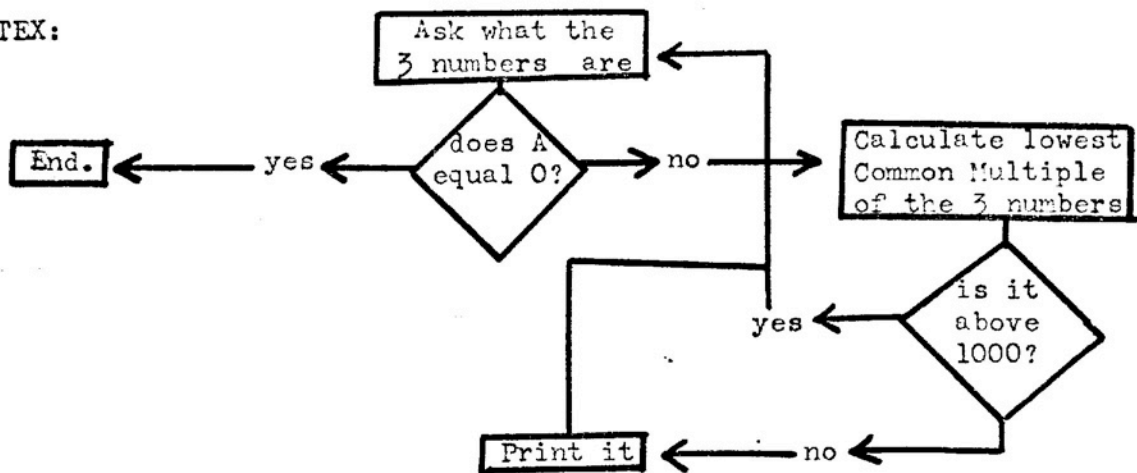 TEX:
Ask what the
3 numbers are
does A
equal 0?
End.
yes
no
Calculate lowest
Common Multiple
of the 3 numbers
is it
above
1000?
yes
no
Print it